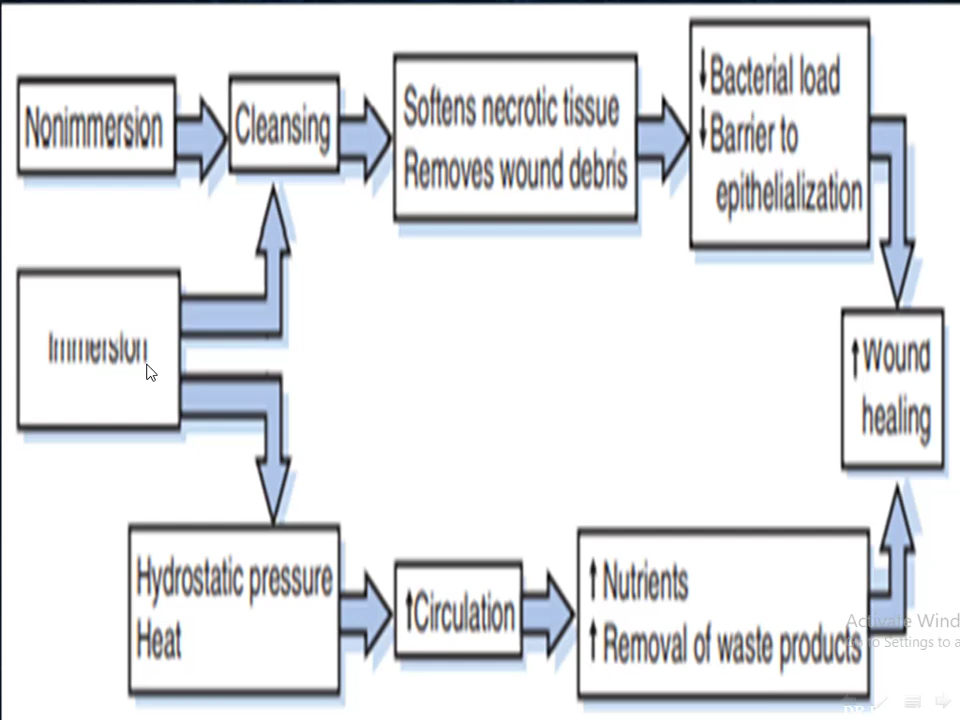 Nonimmersion
Cleansing
Softens necrotic tissue
Removes wound debris
↓ Bacterial load
↓ Barrier to
epithelialization
Immersion
↑ Wound
healing
Hydrostatic pressure
Heat
↑Circulation
↑ Nutrients
↑ Removal of waste products
Activate Wind
to Settings to a